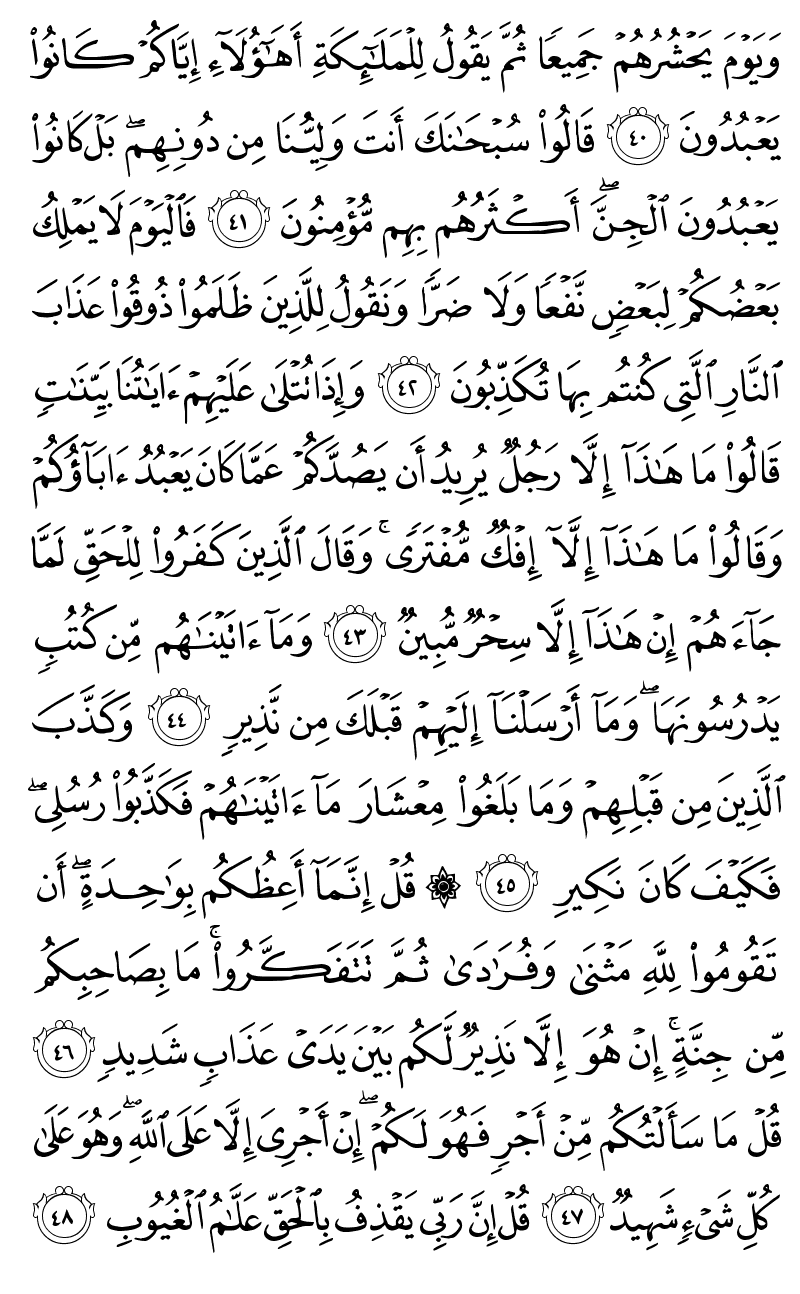 وَيَوْمَ يَحْشُرُهُمْ جَمِيعًا ثُمَّ يَقُولُ لِلْمَلَٰٓئِكَةِ أَهَٰٓؤُلَآءِ إِيَّاكُمْ كَانُوا۟
يَعْبُدُونَ ٤٠ قَالُوا۟ سُبْحَٰنَكَ أَنتَ وَلِيُّنَا مِن دُونِهِم ۖ بَلْ كَانُوا۟
يَعْبُدُونَ ٱلْجِنَّ ۖ أَكْثَرُهُم بِهِم مُّؤْمِنُونَ ٤١ فَٱلْيَوْمَ لَا يَمْلِكُ
بَعْضُكُمْ لِبَعْضٍ نَّفْعًا وَلَا ضَرًّا وَنَقُولُ لِلَّذِينَ ظَلَمُوا۟ ذُوقُوا۟ عَذَابَ
ٱلنَّارِ ٱلَّتِى كُنتُم بِهَا تُكَذِّبُونَ ٤٢ وَإِذَا تُتْلَىٰ عَلَيْهِمْ ءَايَٰتُنَا بَيِّنَٰتٍ
قَالُوا۟ مَا هَٰذَآ إِلَّا رَجُلٌ يُرِيدُ أَن يَصُدَّكُمْ عَمَّا كَانَ يَعْبُدُ ءَابَآؤُكُمْ
وَقَالُوا۟ مَا هَٰذَآ إِلَّآ إِفْكٌ مُّفْتَرًى ۚ وَقَالَ ٱلَّذِينَ كَفَرُوا۟ لِلْحَقِّ لَمَّا
جَآءَهُمْ إِنْ هَٰذَآ إِلَّا سِحْرٌ مُّبِينٌ ٤٣ وَمَآ ءَاتَيْنَٰهُم مِّن كُتُبٍ
يَدْرُسُونَهَا ۖ وَمَآ أَرْسَلْنَآ إِلَيْهِمْ قَبْلَكَ مِن نَّذِيرٍ ٤٤ وَكَذَّبَ
ٱلَّذِينَ مِن قَبْلِهِمْ وَمَا بَلَغُوا۟ مِعْشَارَ مَآ ءَاتَيْنَٰهُمْ فَكَذَّبُوا۟ رُسُلِى ۖ
فَكَيْفَ كَانَ نَكِيرِ ٤٥ ۞ قُلْ إِنَّمَآ أَعِظُكُم بِوَٰحِدَةٍ ۖ أَن
تَقُومُوا۟ لِلَّهِ مَثْنَىٰ وَفُرَٰدَىٰ ثُمَّ تَتَفَكَّرُوا۟ ۚ مَا بِصَاحِبِكُم
مِّن جِنَّةٍ ۚ إِنْ هُوَ إِلَّا نَذِيرٌ لَّكُم بَيْنَ يَدَىْ عَذَابٍ شَدِيدٍ ٤٦
قُلْ مَا سَأَلْتُكُم مِّنْ أَجْرٍ فَهُوَ لَكُمْ ۖ إِنْ أَجْرِىَ إِلَّا عَلَى ٱللَّهِ ۖ وَهُوَ عَلَىٰ
كُلِّ شَىْءٍ شَهِيدٌ ٤٧ قُلْ إِنَّ رَبِّى يَقْذِفُ بِٱلْحَقِّ عَلَّٰمُ ٱلْغُيُوبِ ٤٨